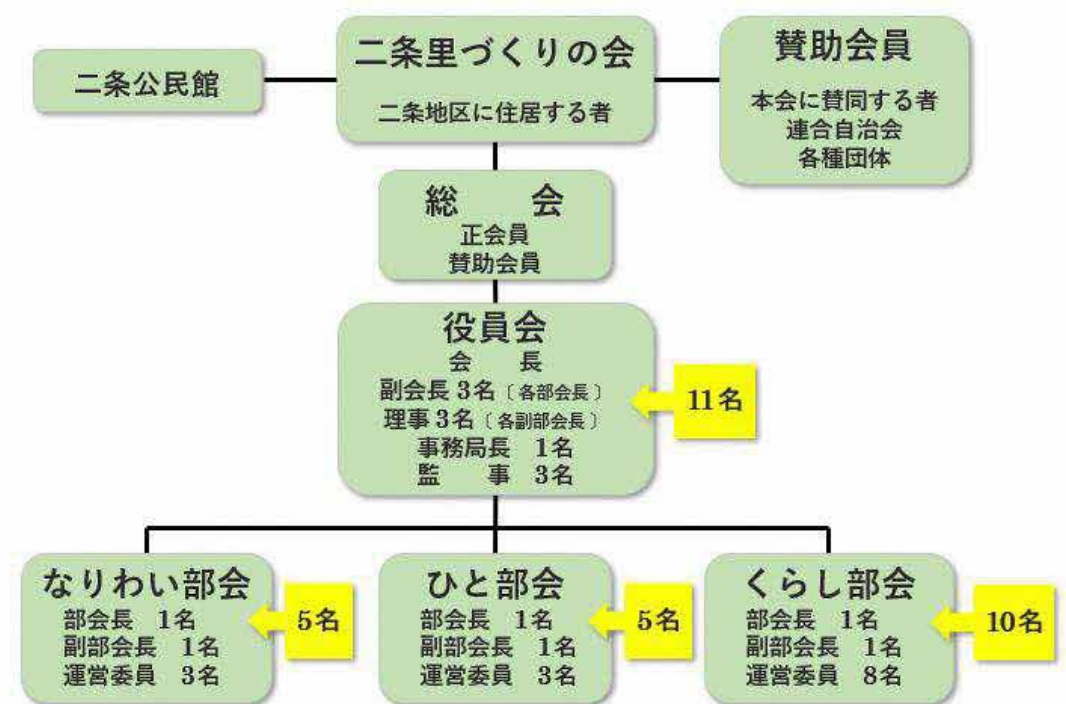 二条公民館
二条里づくりの会
二条地区に住居する者
賛助会員
本会に賛同する者
連合自治会
各種団体
総　会
正会員
賛助会員
役員会
会　長
副会長 3名〔各部会長〕
理事 3名〔各副部会長〕
事務局長　1名
監　事　3名
11名
なりわい部会
部会長　1名
副部会長　1名
運営委員　3名
5名
ひと部会
部会長　1名
副部会長　1名
運営委員　3名
5名
くらし部会
部会長　1名
副部会長　1名
運営委員　8名
10名